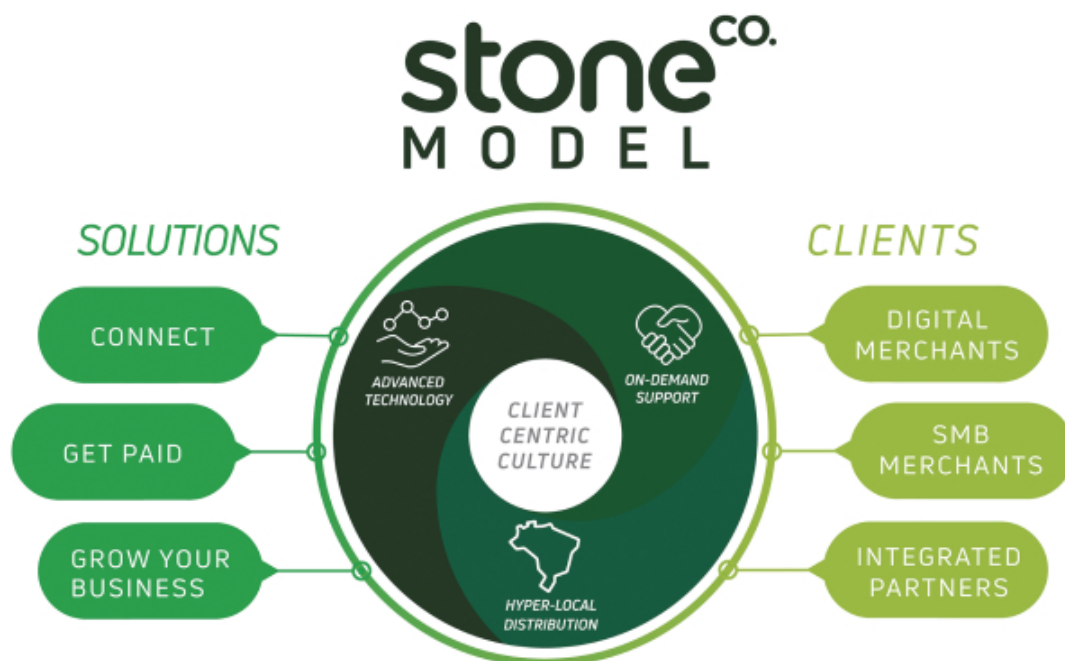 stone CO.
MODEL
SOLUTIONS
CONNECT
GET PAID
GROW YOUR
BUSINESS
ADVANCED
TECHNOLOGY
ON-DEMAND
SUPPORT
CLIENT
CENTRIC
CULTURE
HYPER-LOCAL
DISTRIBUTION
CLIENTS
DIGITAL
MERCHANTS
SMB
MERCHANTS
INTEGRATED
PARTNERS